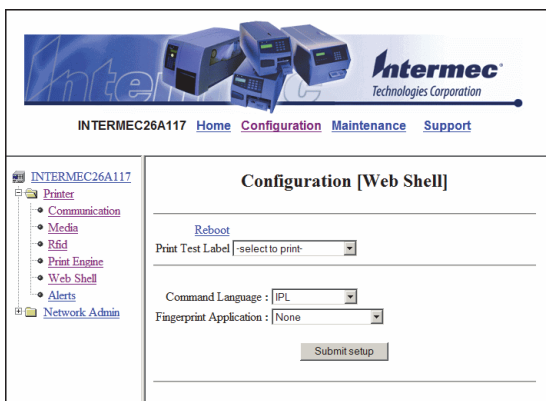 Intermec
Intermec®
Technologies Corporation
INTERMEC26A117 Home Configuration Maintenance Support
INTERMEC26A117
Printer
Communication
Media
Rfid
Print Engine
Web Shell
Alerts
Network Admin
Configuration [Web Shell]
Reboot
Print Test Label -select to print-
Command Language : IPL
Fingerprint Application : None
Submit setup